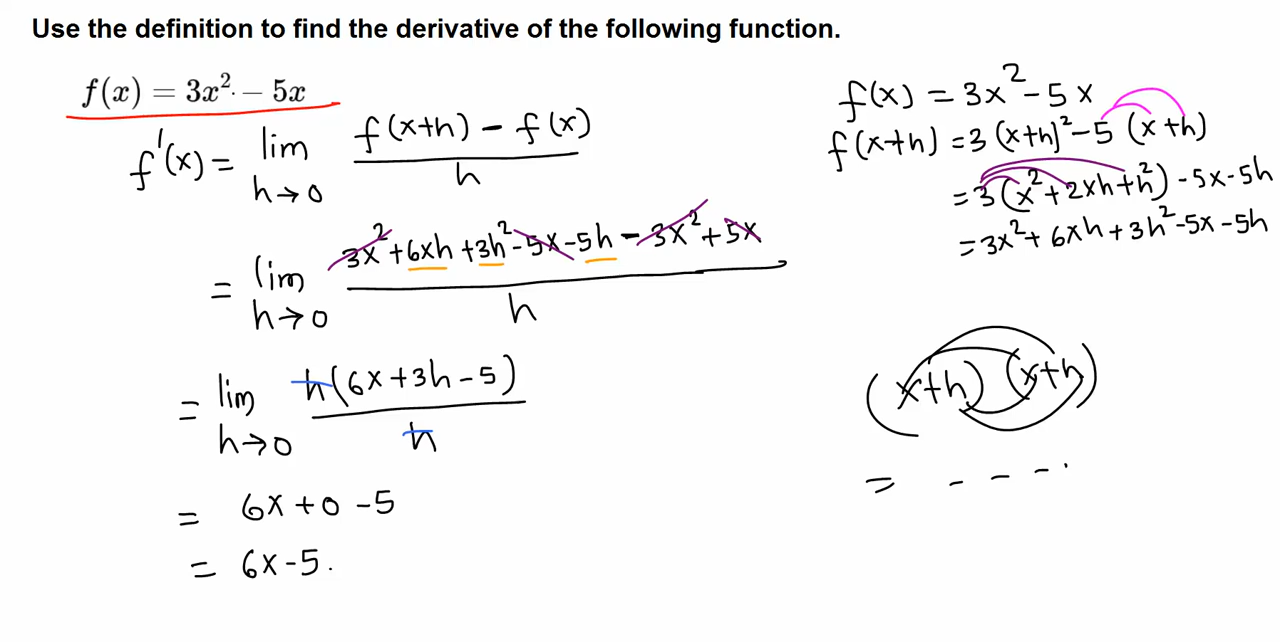 Use the definition to find the derivative of the following function.
f(x) = 3x² − 5x
f'(x) = lim h→0 (f(x+h) − f(x)) / h
= lim h→0 (3x² + 6xh + 3h² − 5x − 5h − 3x² + 5x) / h
= lim h→0 h(6x + 3h − 5) / h
= 6x + 0 − 5
= 6x − 5.
f(x) = 3x² − 5x
f(x+h) = 3(x+h)² − 5(x+h)
= 3(x² + 2xh + h²) − 5x − 5h
= 3x² + 6xh + 3h² − 5x − 5h
(x+h)(x+h)
= - - - -